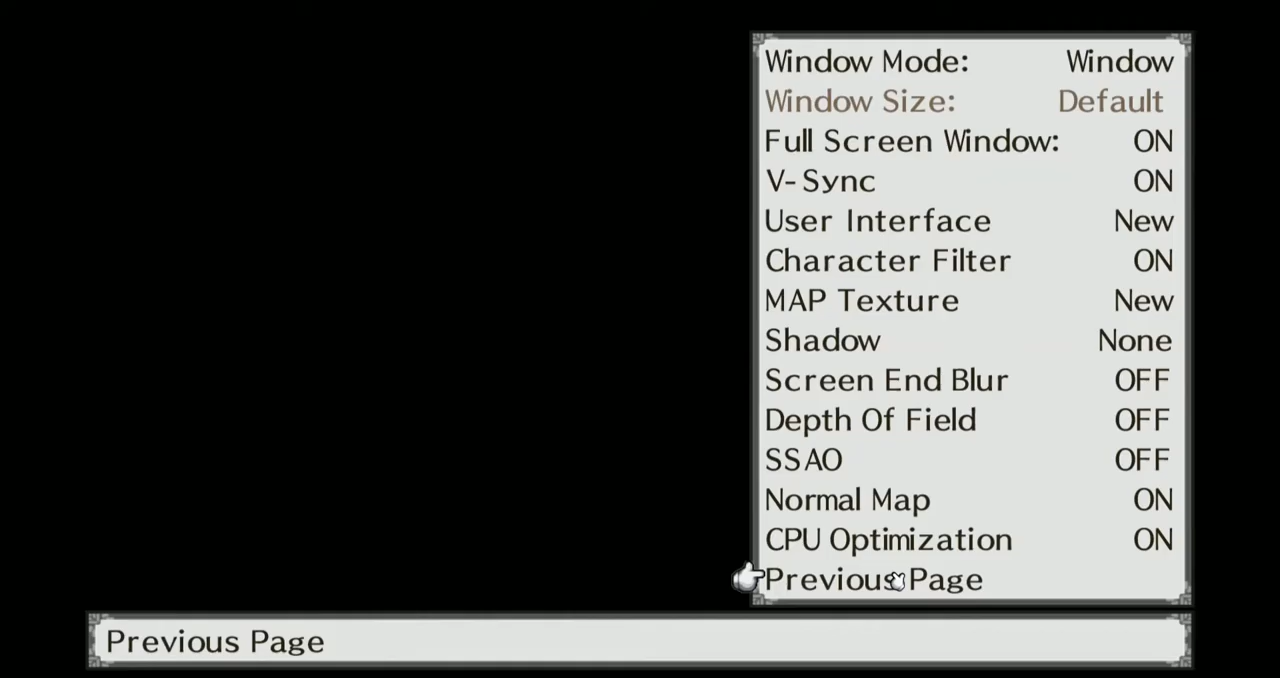 Window Mode: Window
Window Size: Default
Full Screen Window: ON
V-Sync ON
User Interface New
Character Filter ON
MAP Texture New
Shadow None
Screen End Blur OFF
Depth Of Field OFF
SSAO OFF
Normal Map ON
CPU Optimization ON
Previous Page
Previous Page